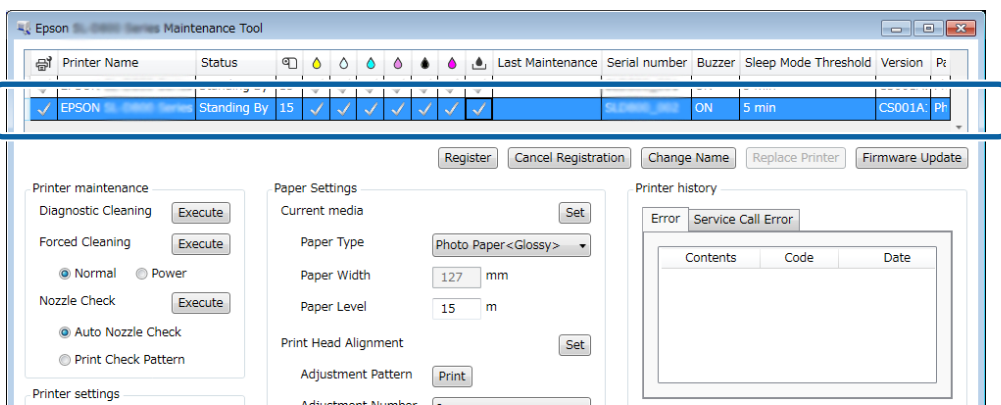 Epson Maintenance Tool
Printer Name Status Last Maintenance Serial number Buzzer Sleep Mode Threshold Version Pa
EPSON Standing By 15 ON 5 min CS001A: Ph
Register Cancel Registration Change Name Replace Printer Firmware Update
Printer maintenance
Diagnostic Cleaning Execute
Forced Cleaning Execute
Normal Power
Nozzle Check Execute
Auto Nozzle Check
Print Check Pattern
Printer settings
Paper Settings
Current media Set
Paper Type Photo Paper<Glossy>
Paper Width 127 mm
Paper Level 15 m
Print Head Alignment Set
Adjustment Pattern Print
Adjustment Number
Printer history
Error Service Call Error
Contents Code Date